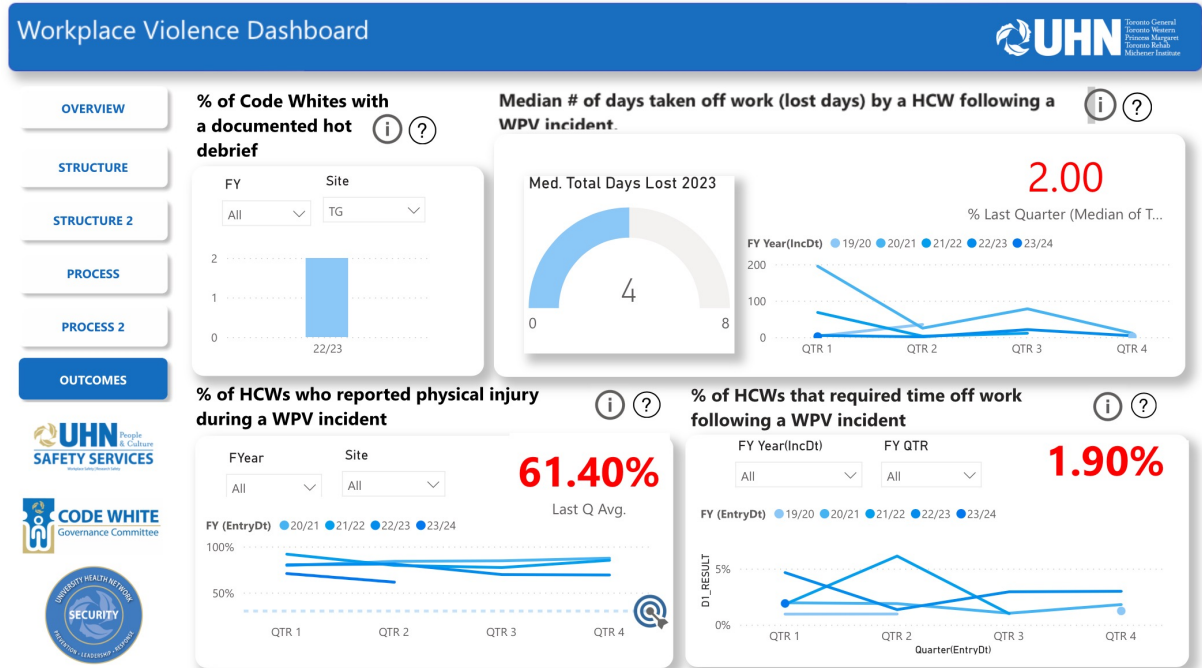 Workplace Violence Dashboard
UHN
Toronto General
Toronto Western
Princess Margaret
Toronto Rehab
Michener Institute
OVERVIEW
STRUCTURE
STRUCTURE 2
PROCESS
PROCESS 2
OUTCOMES
UHN People
& Culture
SAFETY SERVICES
CODE WHITE
Governance Committee
UNIVERSITY HEALTH NETWORK
SECURITY
PREVENTION • LEADERSHIP • RESPONSE
% of Code Whites with
a documented hot
debrief
i ?
FY
Site
All
TG
2
1
0
22/23
Median # of days taken off work (lost days) by a HCW following a
WPV incident.
i ?
Med. Total Days Lost 2023
4
0
8
2.00
% Last Quarter (Median of T...
FY Year(IncDt) 19/20 20/21 21/22 22/23 23/24
200
100
0
QTR 1 QTR 2 QTR 3 QTR 4
% of HCWs who reported physical injury
during a WPV incident
i ?
FYear
Site
All
All
61.40%
Last Q Avg.
FY (EntryDt) 20/21 21/22 22/23 23/24
100%
50%
QTR 1 QTR 2 QTR 3 QTR 4
% of HCWs that required time off work
following a WPV incident
i ?
FY Year(IncDt)
FY QTR
All
All
1.90%
FY (EntryDt) 19/20 20/21 21/22 22/23 23/24
D1_RESULT
5%
0%
QTR 1 QTR 2 QTR 3 QTR 4
Quarter(EntryDt)